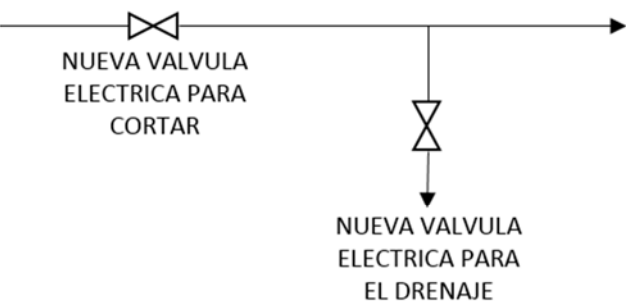 NUEVA VALVULA
ELECTRICA PARA
CORTAR
NUEVA VALVULA
ELECTRICA PARA
EL DRENAJE